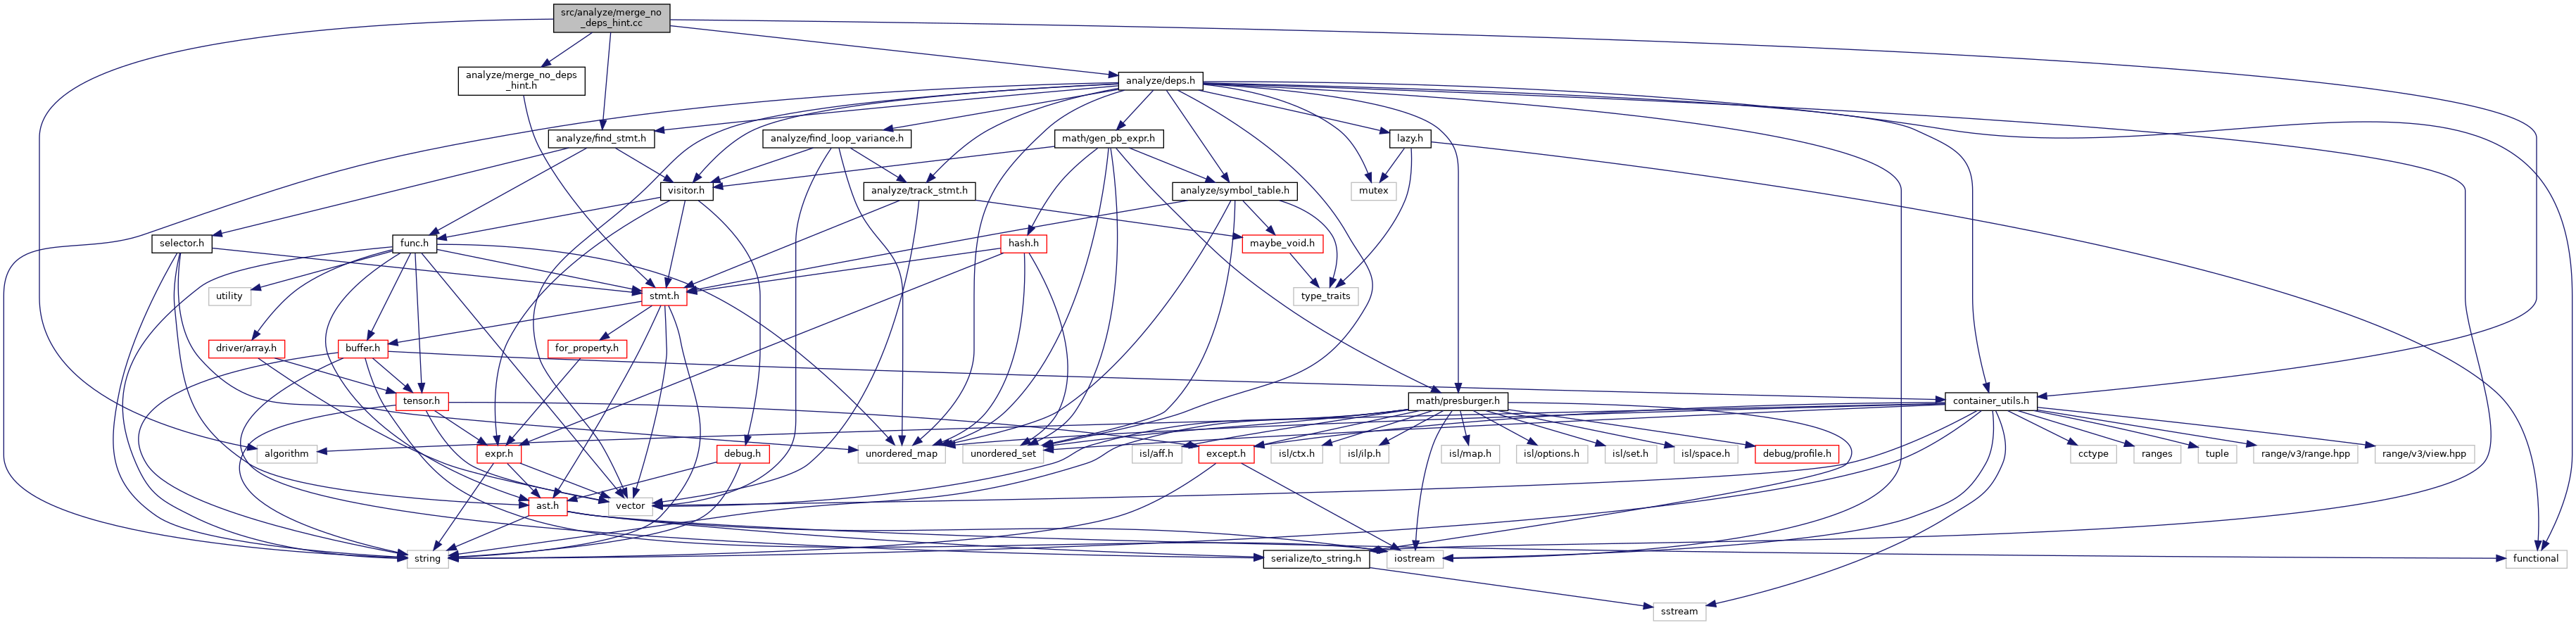 src/analyze/merge_no
_deps_hint.cc
analyze/merge_no_deps
_hint.h
analyze/deps.h
analyze/find_stmt.h
analyze/find_loop_variance.h
math/gen_pb_expr.h
lazy.h
visitor.h
analyze/track_stmt.h
analyze/symbol_table.h
mutex
selector.h
func.h
hash.h
maybe_void.h
utility
stmt.h
type_traits
driver/array.h
buffer.h
for_property.h
tensor.h
math/presburger.h
container_utils.h
algorithm
expr.h
debug.h
unordered_map
unordered_set
isl/aff.h
except.h
isl/ctx.h
isl/ilp.h
isl/map.h
isl/options.h
isl/set.h
isl/space.h
debug/profile.h
cctype
ranges
tuple
range/v3/range.hpp
range/v3/view.hpp
ast.h
vector
string
serialize/to_string.h
iostream
functional
sstream